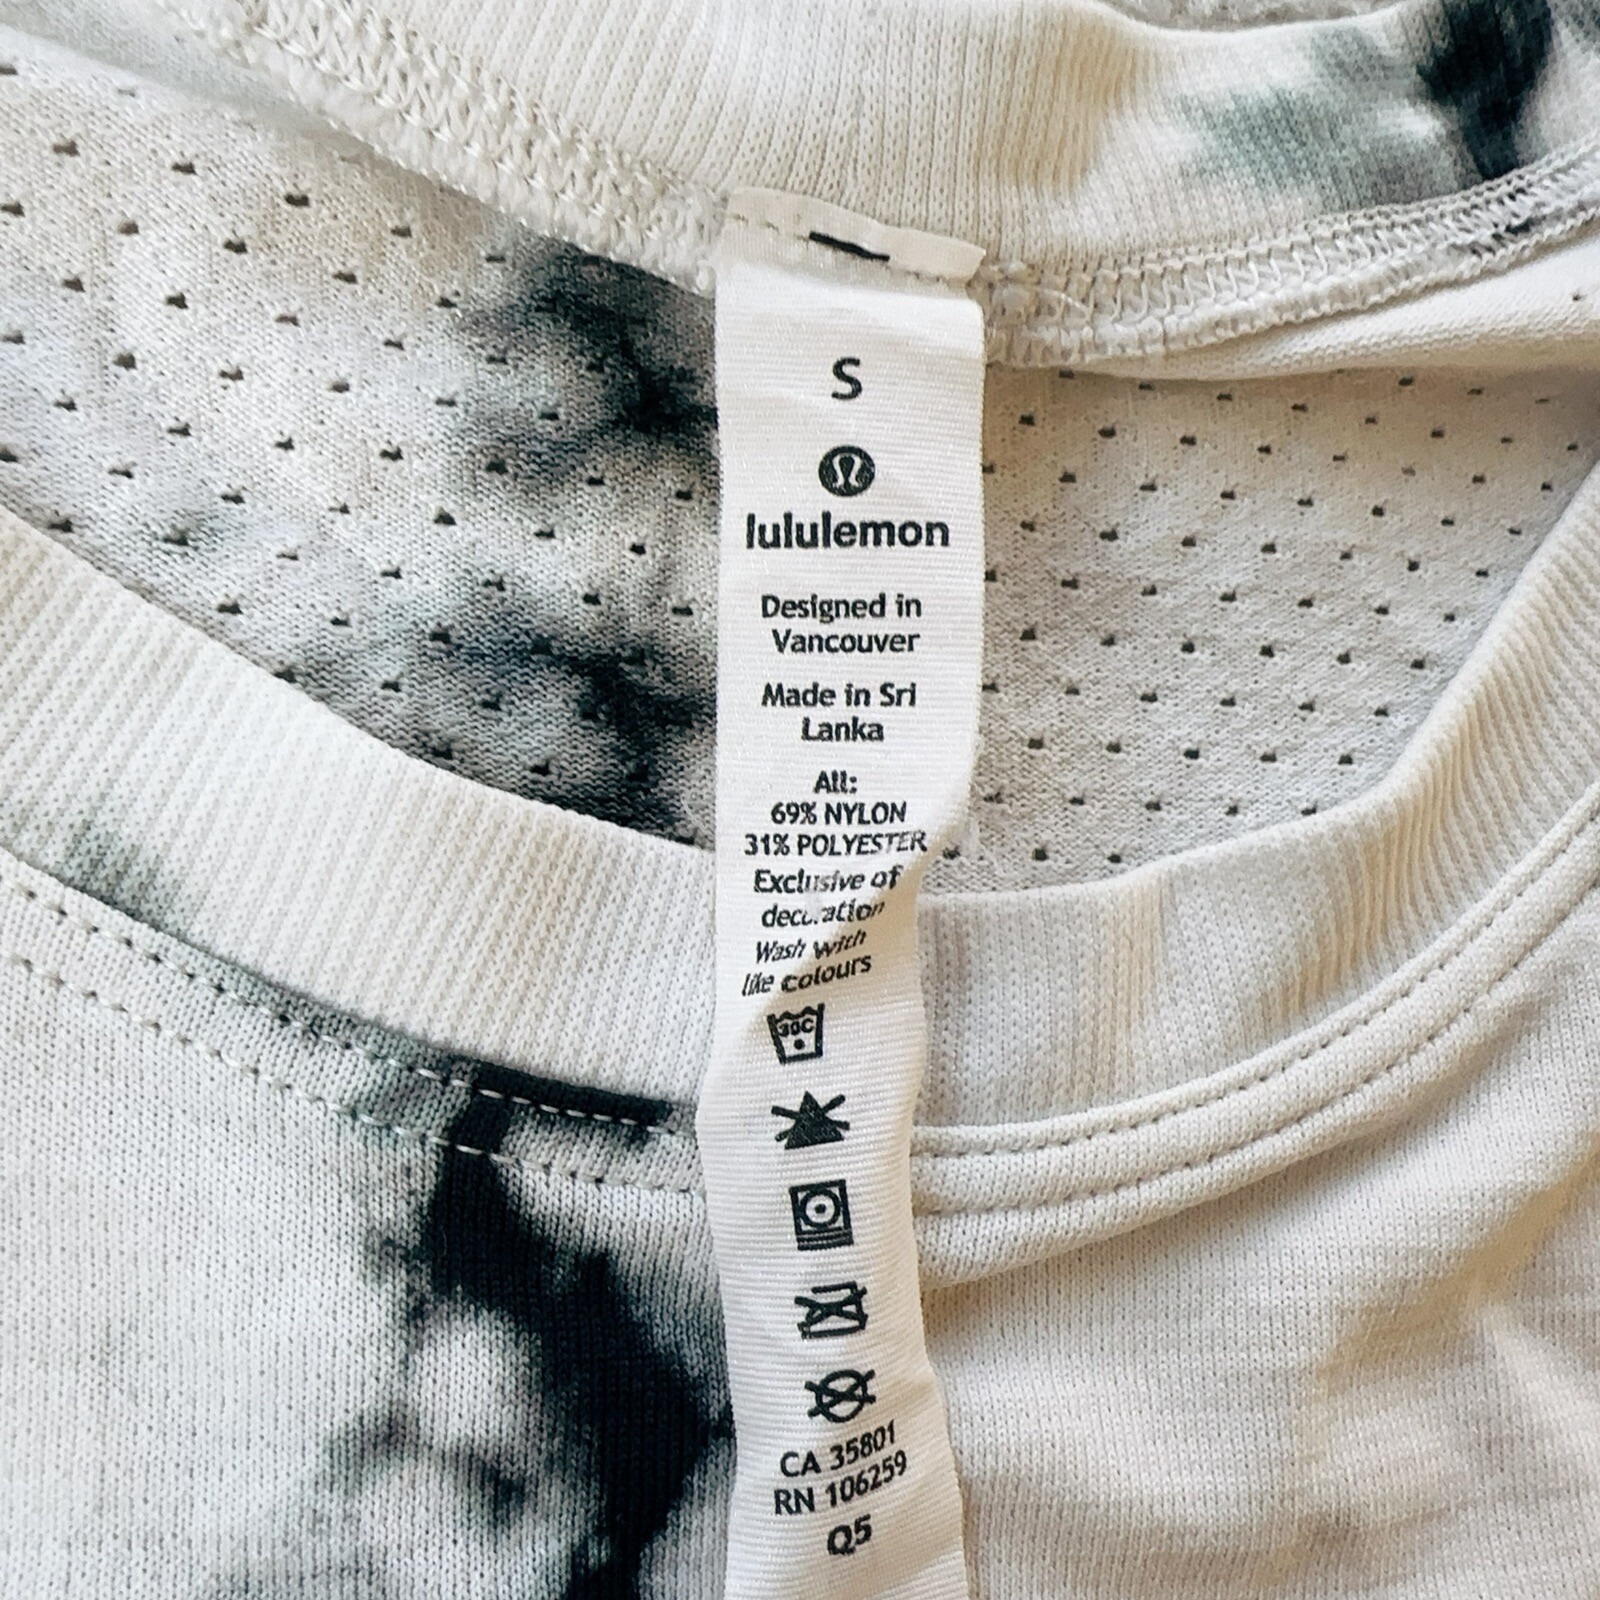 S
lululemon
Designed in
Vancouver
Made in Sri
Lanka
All:
69% NYLON
31% POLYESTER
Exclusive of
decoration
Wash with
like colours
30C
CA 35801
RN 106259
Q5